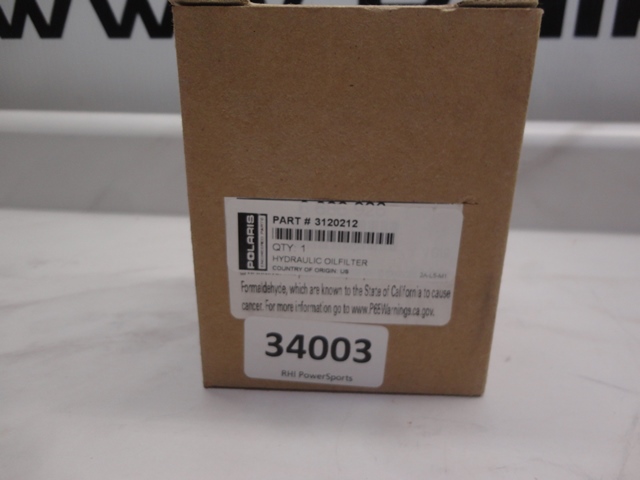 POLARIS
PART # 3120212
QTY: 1
HYDRAULIC OILFILTER
COUNTRY OF ORIGIN: US
Formaldehyde, which are known to the State of California to cause
cancer. For more information go to www.P65Warnings.ca.gov.
34003
RHI PowerSports